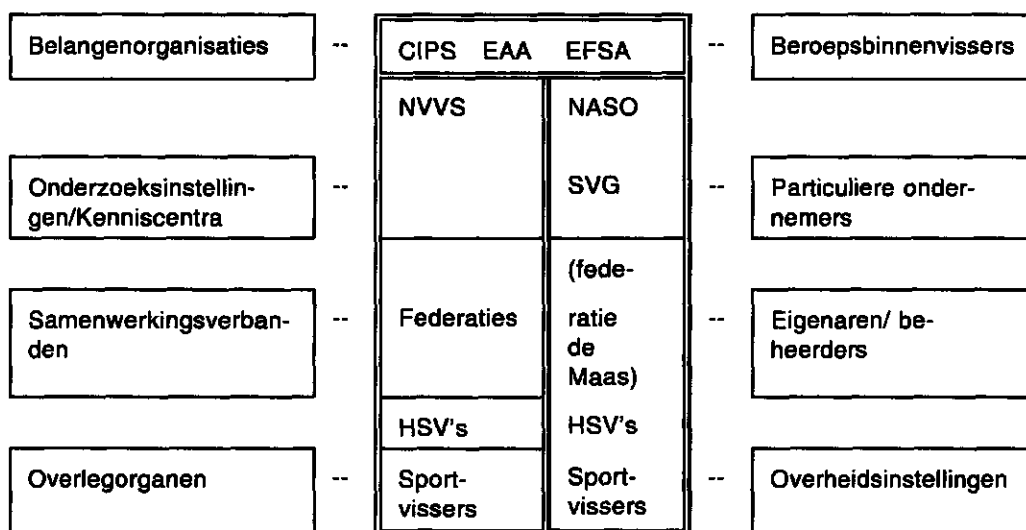 Belangenorganisaties -- CIPS EAA EFSA -- Beroepsbinnenvissers
NVVS NASO
Onderzoeksinstellin- -- SVG -- Particuliere onder-
gen/Kenniscentra nemers
(fede-
Samenwerkingsverban- -- Federaties ratie -- Eigenaren/ be-
den de heerders
Maas)
HSV's HSV's
Overlegorganen -- Sport- Sport- -- Overheidsinstellingen
vissers vissers